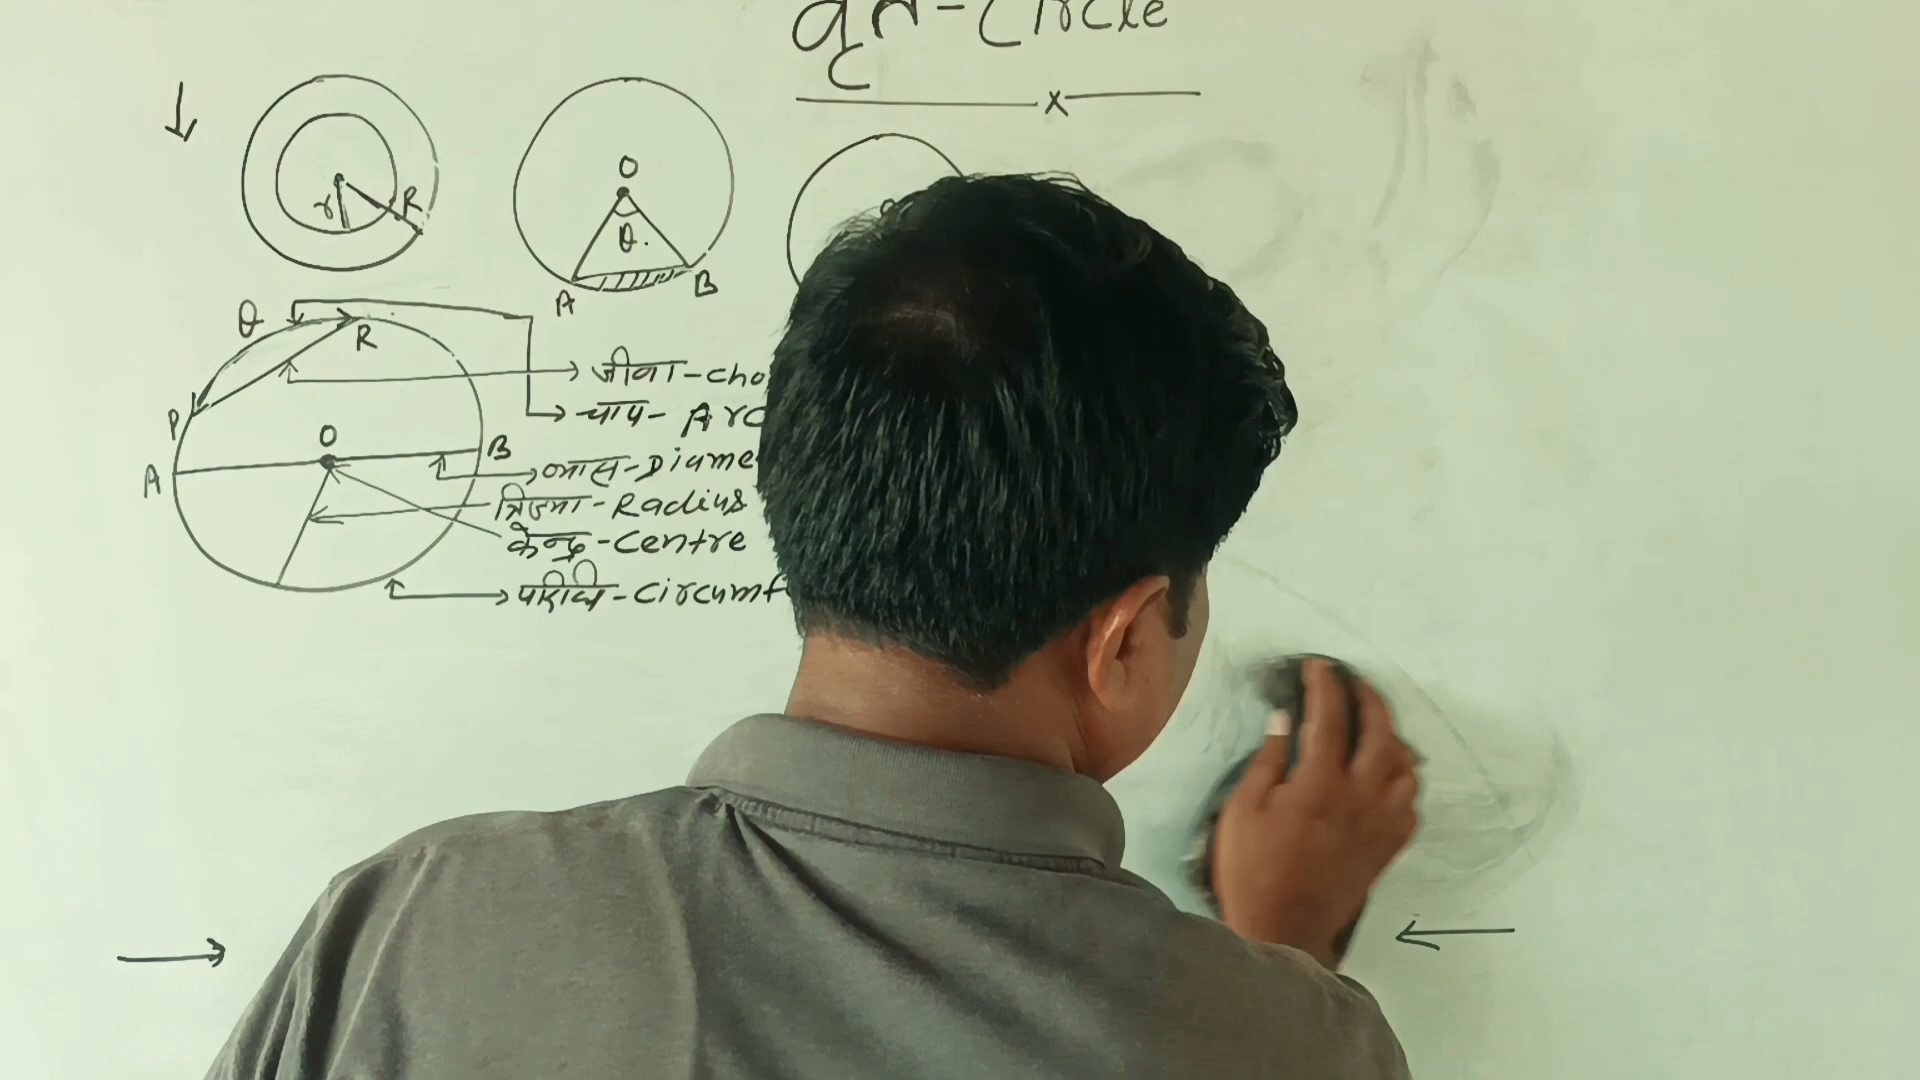 वृत - Circle
x
r R
O
θ.
A B
θ
R
P
O
A B
जीवा - cho
चाप - Arc
व्यास - Diame
त्रिज्या - Radius
केन्द्र - Centre
परिधि - Circumf